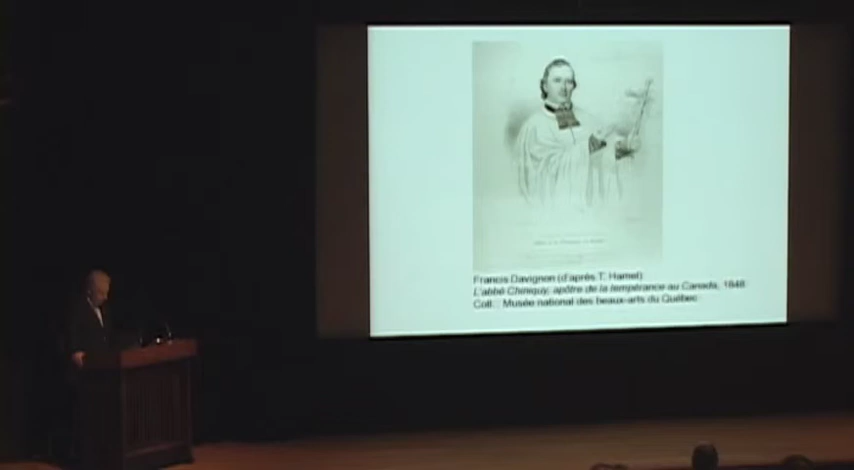 Francis Davignon (d'après T. Hamel)
L'abbé Chiniquy, apôtre de la tempérance au Canada, 1848
Coll. : Musée national des beaux-arts du Québec